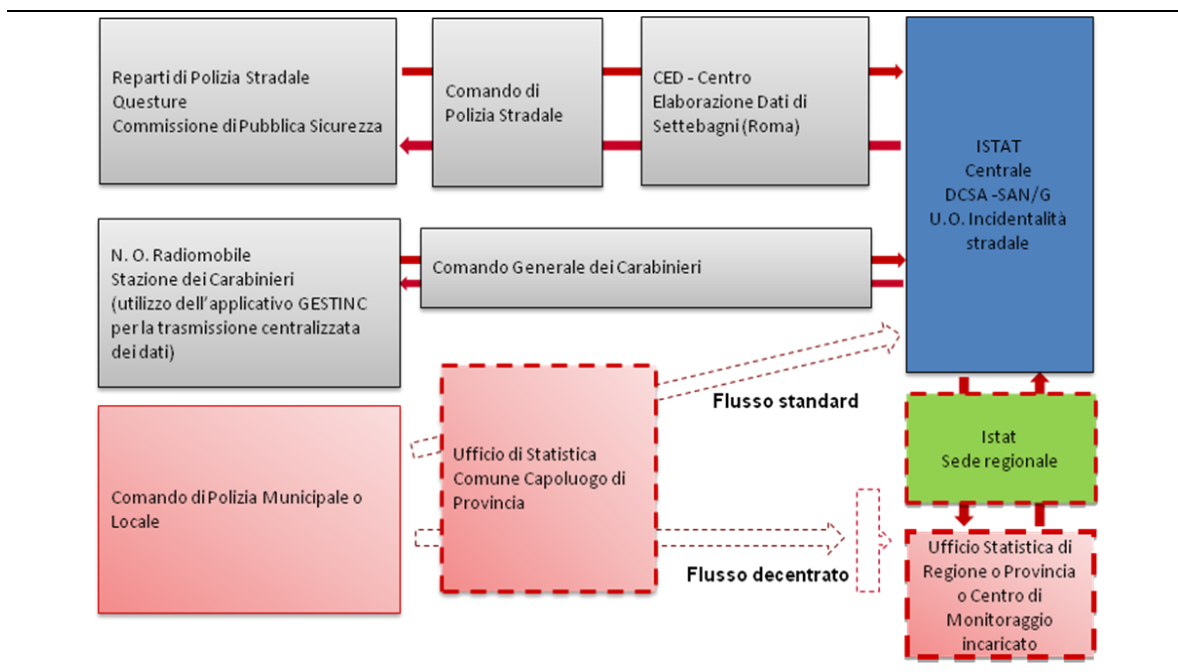 Reparti di Polizia Stradale
Questure
Commissione di Pubblica Sicurezza
Comando di
Polizia Stradale
CED - Centro
Elaborazione Dati di
Settebagni (Roma)
ISTAT
Centrale
DCSA -SAN/G
U.O. Incidentalità
stradale
N. O. Radiomobile
Stazione dei Carabinieri
(utilizzo dell'applicativo GESTINC
per la trasmissione centralizzata
dei dati)
Comando Generale dei Carabinieri
Comando di Polizia Municipale o
Locale
Ufficio di Statistica
Comune Capoluogo di
Provincia
Flusso standard
Flusso decentrato
Istat
Sede regionale
Ufficio Statistica di
Regione o Provincia
o Centro di
Monitoraggio
incaricato